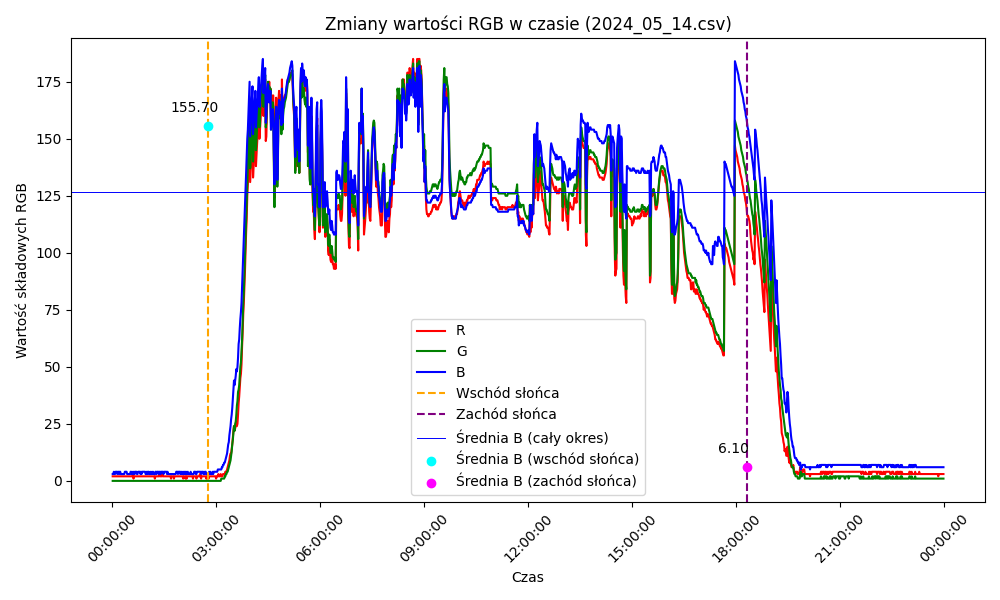 Zmiany wartości RGB w czasie (2024_05_14.csv)
Wartość składowych RGB
175
150
125
100
75
50
25
0
155.70
6.10
R
G
B
Wschód słońca
Zachód słońca
Średnia B (cały okres)
Średnia B (wschód słońca)
Średnia B (zachód słońca)
00:00:00
03:00:00
06:00:00
09:00:00
12:00:00
15:00:00
18:00:00
21:00:00
00:00:00
Czas